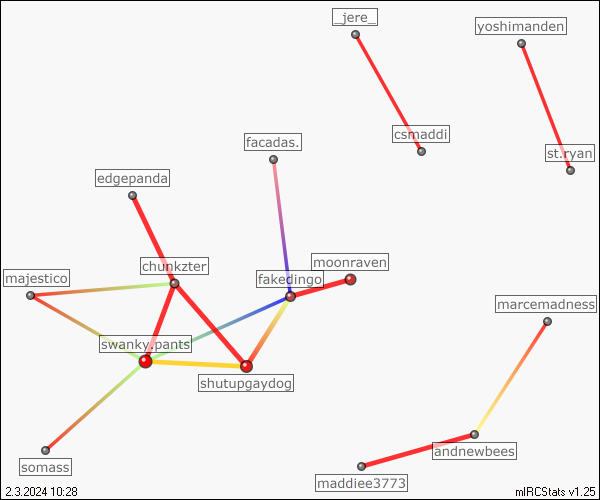 _jere_
yoshimanden
csmaddi
facadas.
st.ryan
edgepanda
moonraven
chunkzter
majestico
fakedingo
marcemadness
swanky.pants
shutupgaydog
andnewbees
somass
maddiee3773
2.3.2024 10:28
mIRCStats v1.25